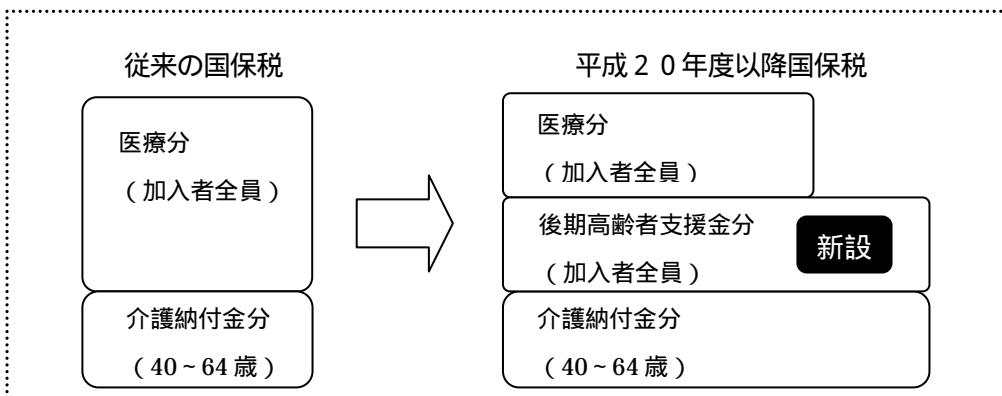 従来の国保税
医療分
(加入者全員)
介護納付金分
(40~64歳)
平成20年度以降国保税
医療分
(加入者全員)
後期高齢者支援金分
(加入者全員)
新設
介護納付金分
(40~64歳)